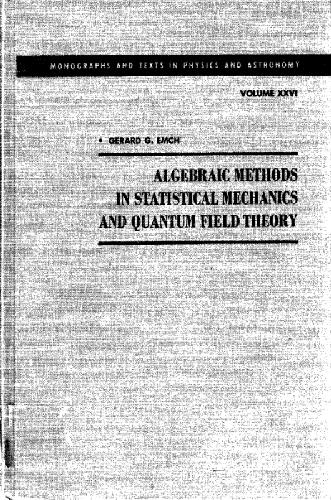 MONOGRAPHS AND TEXTS IN PHYSICS AND ASTRONOMY
VOLUME XXVI
• GERARD G. EMCH
ALGEBRAIC METHODS
IN STATISTICAL MECHANICS
AND QUANTUM FIELD THEORY